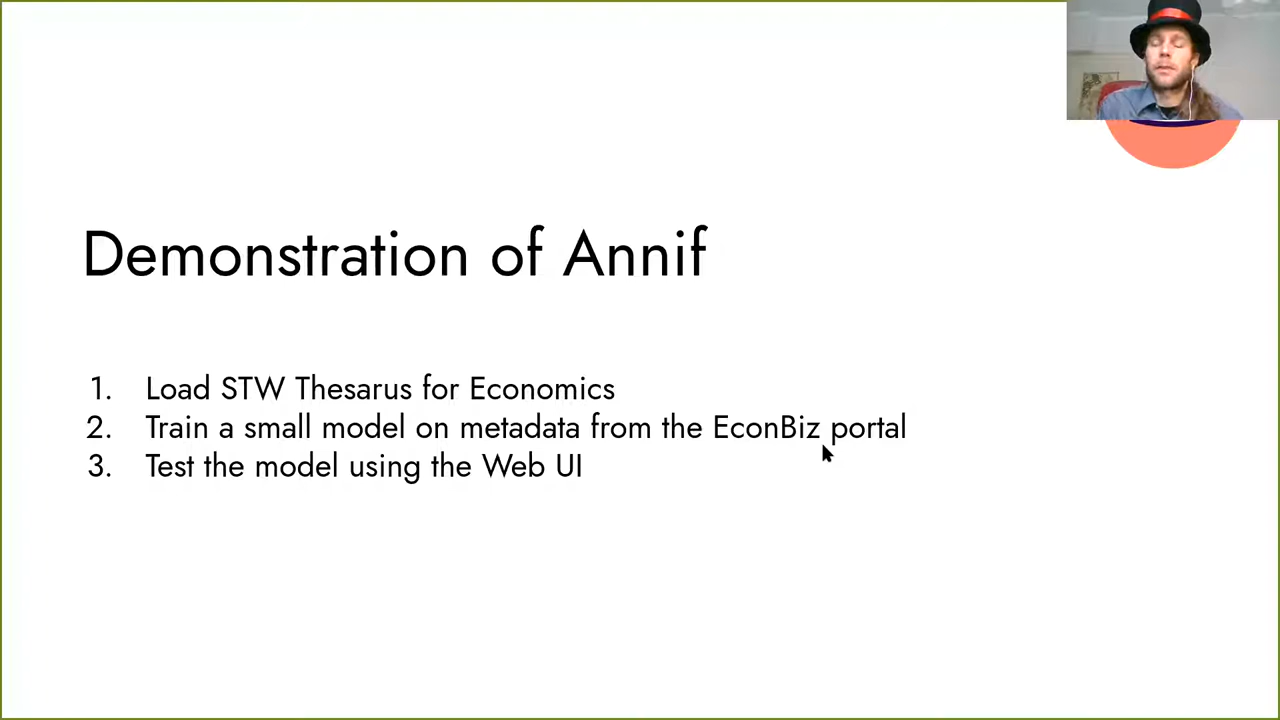 Demonstration of Annif
1. Load STW Thesarus for Economics
2. Train a small model on metadata from the EconBiz portal
3. Test the model using the Web UI